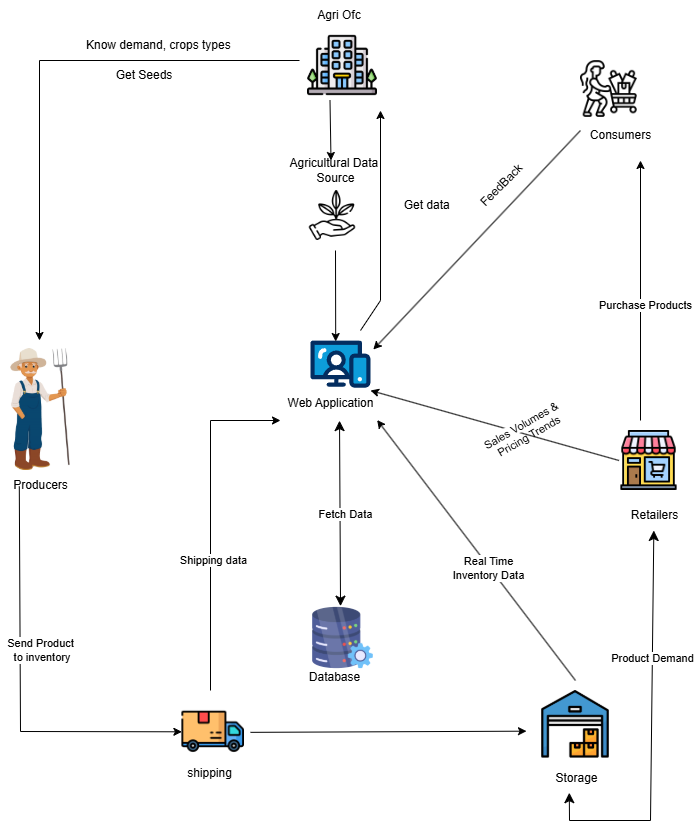 Agri Ofc
Know demand, crops types
Get Seeds
Consumers
Agricultural Data
Source
FeedBack
Get data
Purchase Products
Web Application
Sales Volumes &
Pricing Trends
Producers
Retailers
Fetch Data
Shipping data
Real Time
Inventory Data
Send Product
to inventory
Product Demand
Database
shipping
Storage